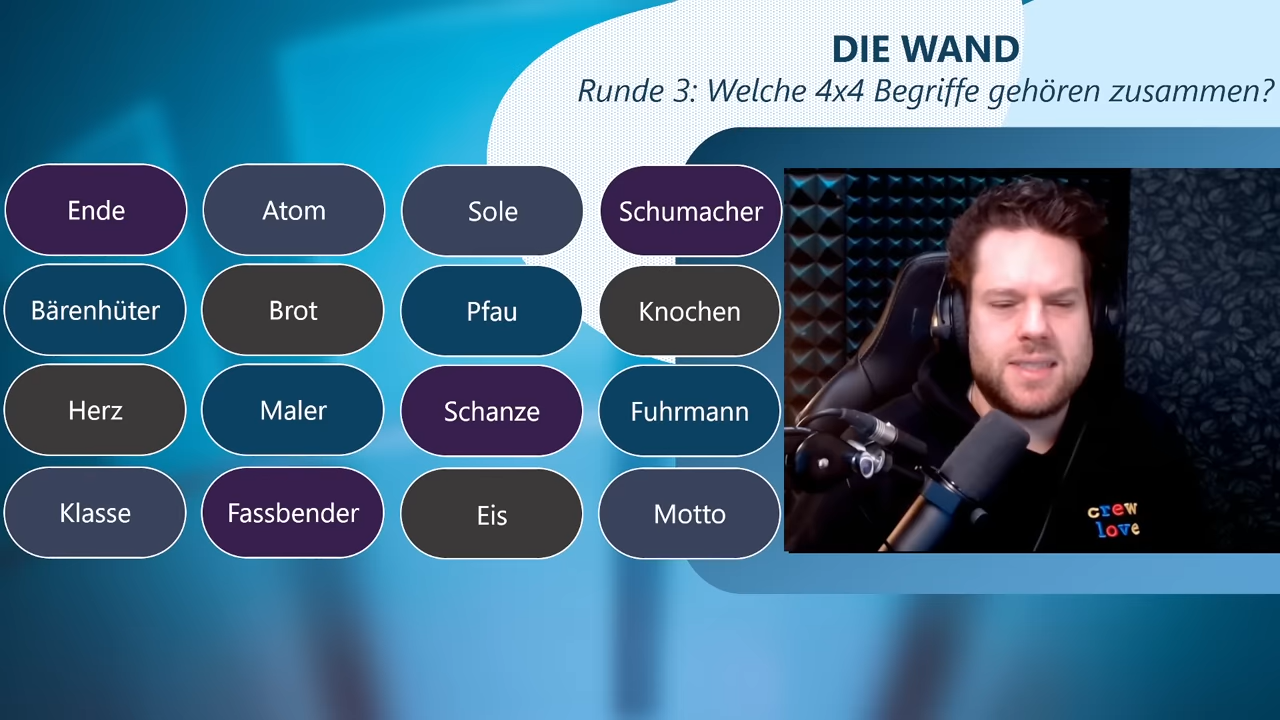 DIE WAND
Runde 3: Welche 4x4 Begriffe gehören zusammen?
Ende
Atom
Sole
Schumacher
Bärenhüter
Brot
Pfau
Knochen
Herz
Maler
Schanze
Fuhrmann
Klasse
Fassbender
Eis
Motto
crew
love